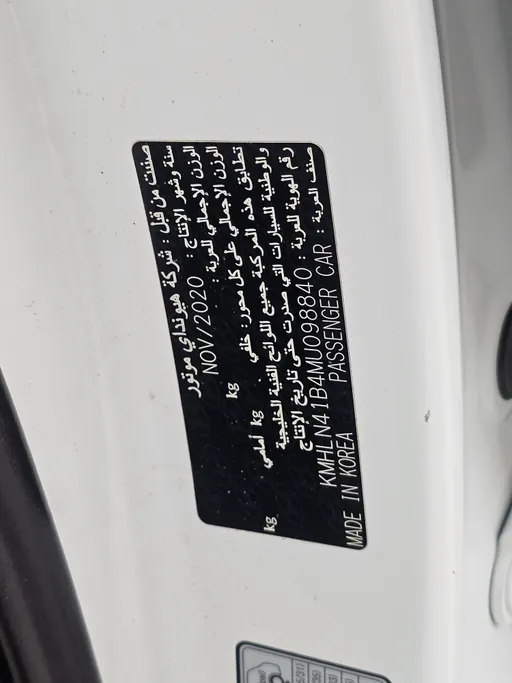 صنعت من قبل : شركة هيونداي موتور
سنة وشهر الإنتاج : NOV/2020
الوزن الإجمالي للعربة : kg
الوزن الإجمالي على كل محور: خلفي kg أمامي kg
تطابق هذه المركبة جميع اللوائح الفنية الخليجية
والوطنية للسيارات التي صدرت حتى تاريخ الإنتاج
رقم الهوية للعربة : KMHLN41B4MU098840
صنف العربة : PASSENGER CAR
MADE IN KOREA